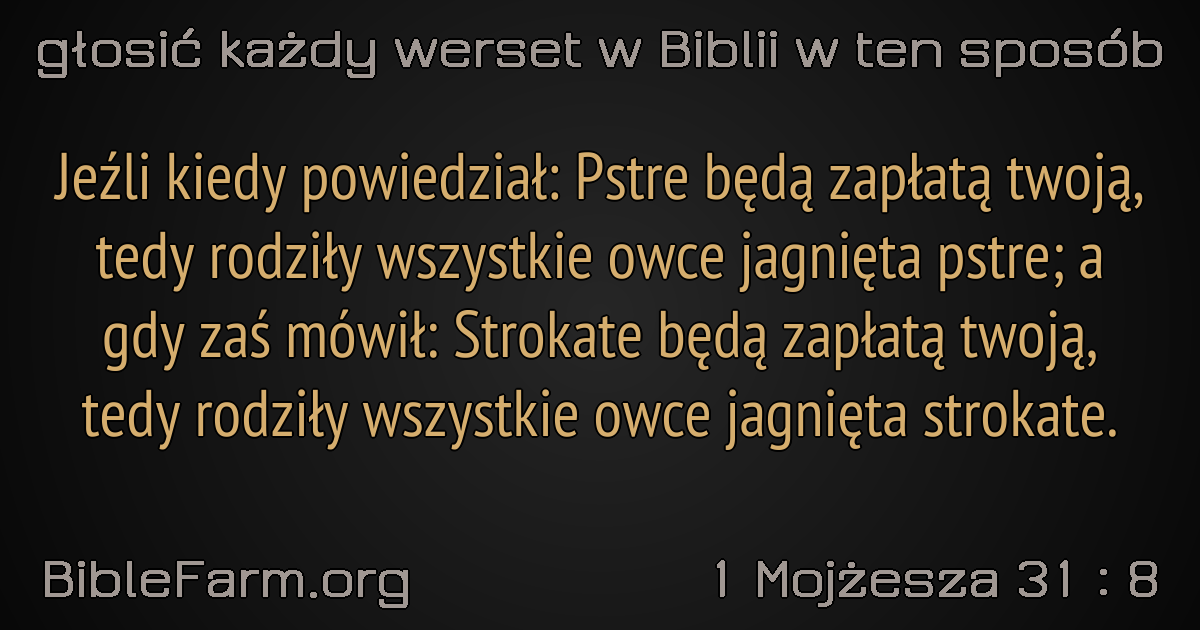 głosić każdy werset w Biblii w ten sposób
Jeźli kiedy powiedział: Pstre będą zapłatą twoją,
tedy rodziły wszystkie owce jagnięta pstre; a
gdy zaś mówił: Strokate będą zapłatą twoją,
tedy rodziły wszystkie owce jagnięta strokate.
BibleFarm.org
1 Mojżesza 31 : 8